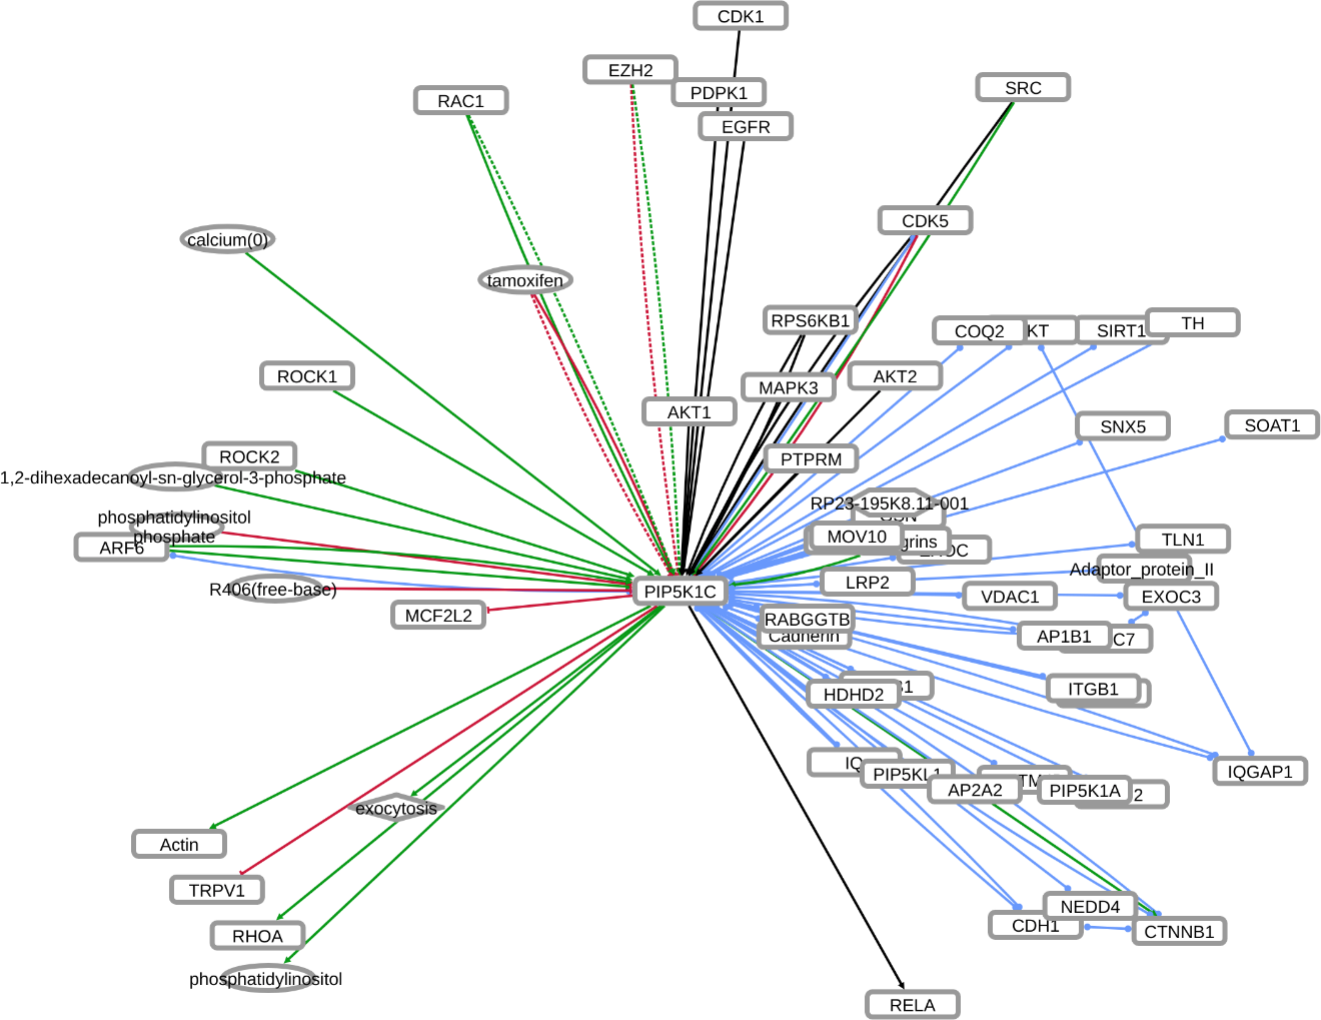 CDK1
EZH2
PDPK1
SRC
RAC1
EGFR
CDK5
calcium(0)
tamoxifen
RPS6KB1
COQ2
KT
SIRT1
TH
ROCK1
MAPK3
AKT2
AKT1
SNX5
SOAT1
ROCK2
PTPRM
1,2-dihexadecanoyl-sn-glycerol-3-phosphate
RP23-195K8.11-001
phosphatidylinositol
phosphate
ARF6
MOV10
grins
TLN1
Adaptor_protein_II
R406(free-base)
PIP5K1C
LRP2
VDAC1
EXOC3
MCF2L2
RABGGTB
Cadherin
AP1B1
C7
HDHD2
31
ITGB1
IQ
PIP5KL1
TM
AP2A2
PIP5K1A
2
IQGAP1
exocytosis
Actin
TRPV1
RHOA
NEDD4
CDH1
CTNNB1
phosphatidylinositol
RELA